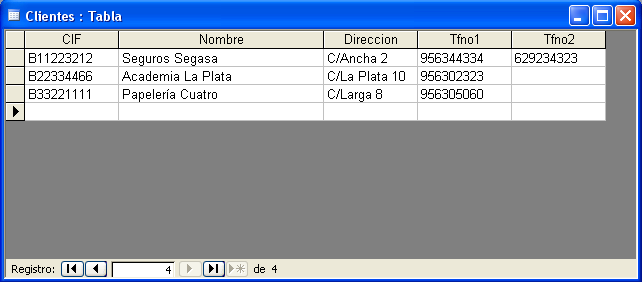 Clientes : Tabla
CIF Nombre Direccion Tfno1 Tfno2
B11223212 Seguros Segasa C/Ancha 2 956344334 629234323
B22334466 Academia La Plata C/La Plata 10 956302323
B33221111 Papelería Cuatro C/Larga 8 956305060
Registro: 4 de 4